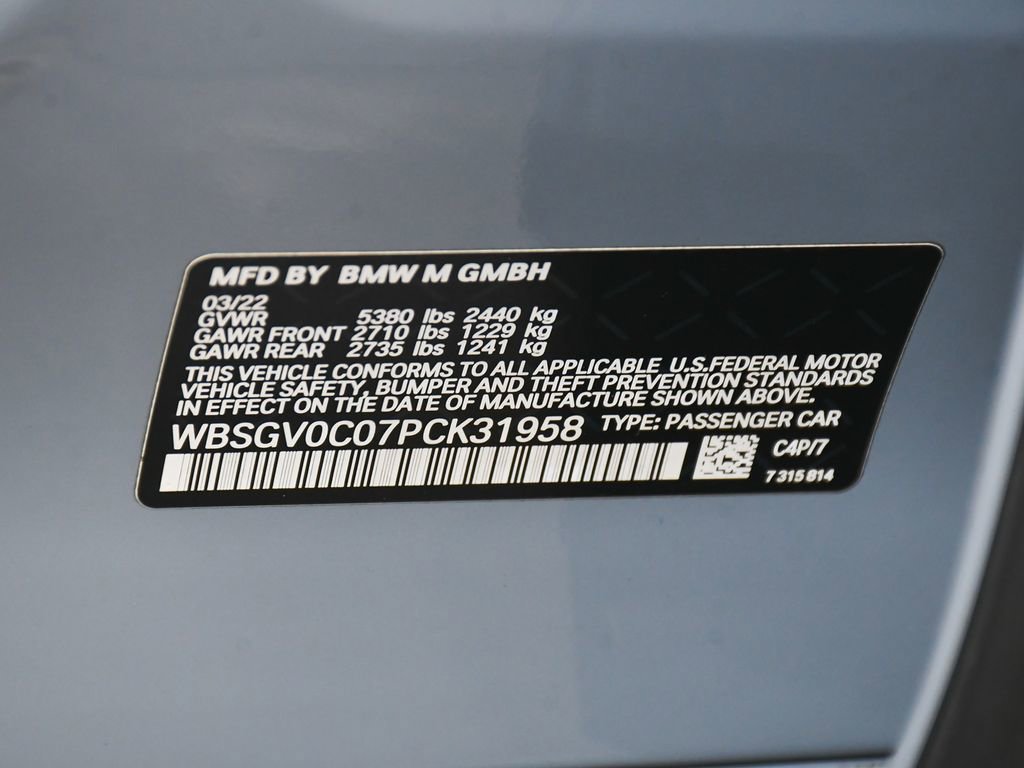 MFD BY BMW M GMBH
03/22
GVWR 5380 lbs 2440 kg
GAWR FRONT 2710 lbs 1229 kg
GAWR REAR 2735 lbs 1241 kg
THIS VEHICLE CONFORMS TO ALL APPLICABLE U.S.FEDERAL MOTOR
VEHICLE SAFETY, BUMPER AND THEFT PREVENTION STANDARDS
IN EFFECT ON THE DATE OF MANUFACTURE SHOWN ABOVE.
WBSGV0C07PCK31958 TYPE: PASSENGER CAR
C4P/7
7 315 814